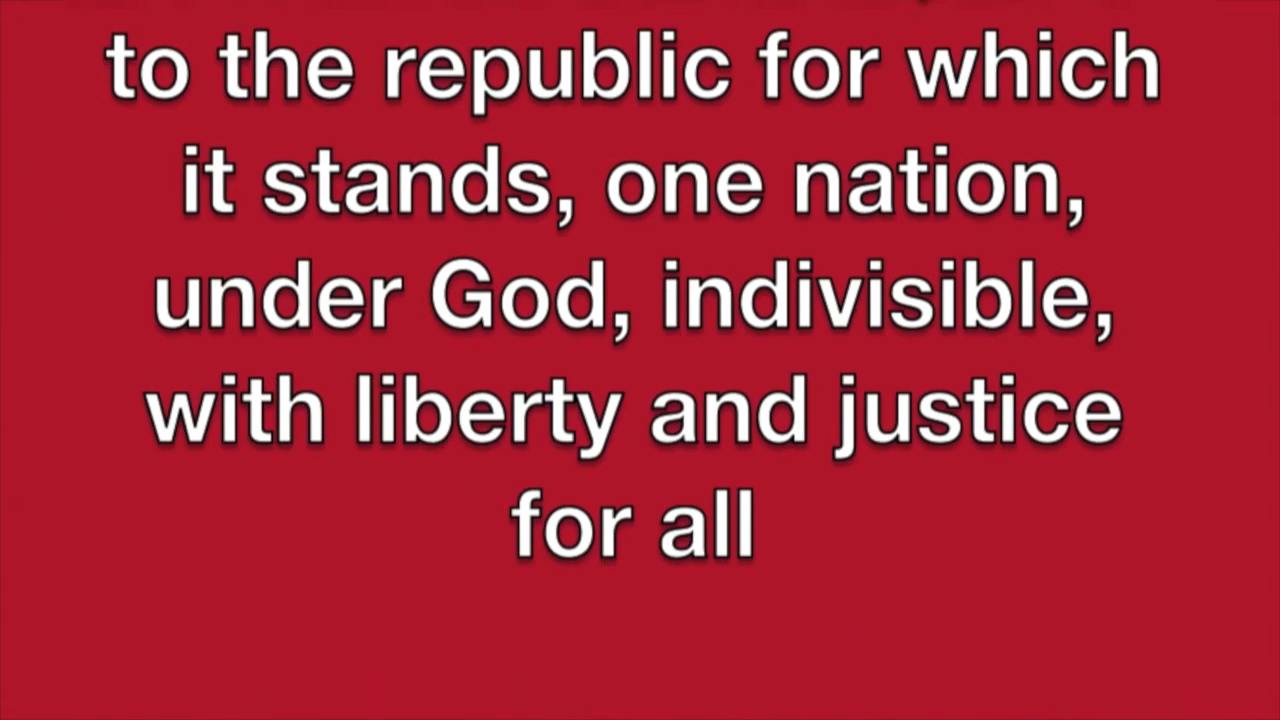 to the republic for which
it stands, one nation,
under God, indivisible,
with liberty and justice
for all